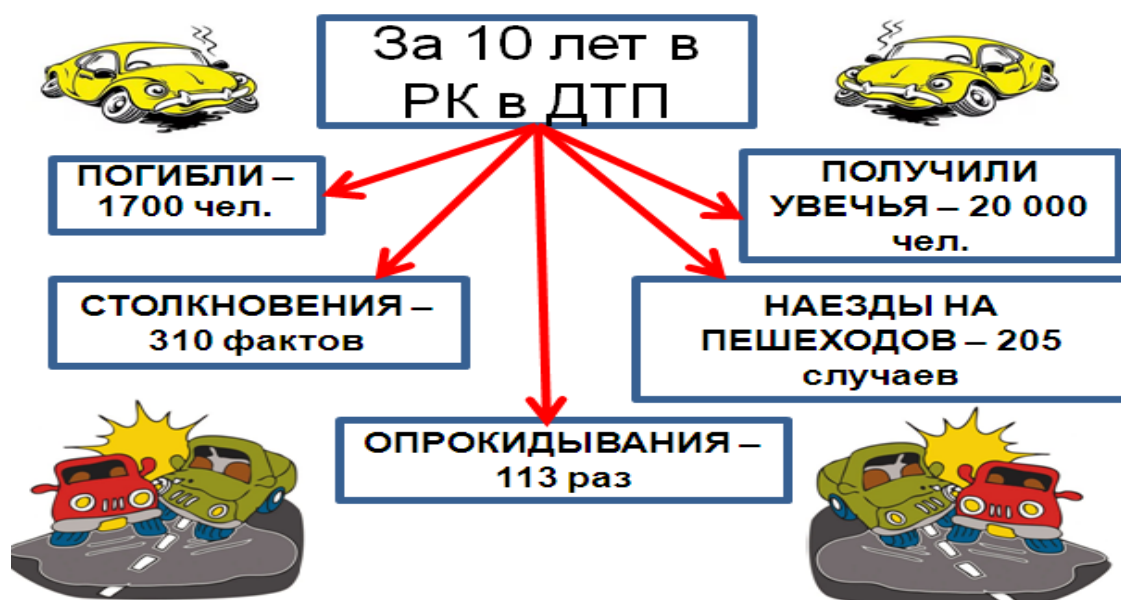 За 10 лет в
РК в ДТП
ПОГИБЛИ –
1700 чел.
ПОЛУЧИЛИ
УВЕЧЬЯ – 20 000
чел.
СТОЛКНОВЕНИЯ –
310 фактов
НАЕЗДЫ НА
ПЕШЕХОДОВ – 205
случаев
ОПРОКИДЫВАНИЯ –
113 раз